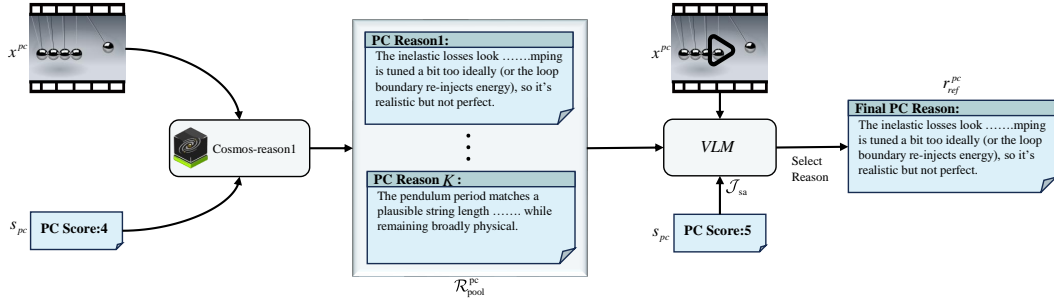 x^pc
Cosmos-reason1
s_pc
PC Score:4
PC Reason1:
The inelastic losses look …….mping
is tuned a bit too ideally (or the loop
boundary re-injects energy), so it's
realistic but not perfect.
PC Reason K :
The pendulum period matches a
plausible string length ……. while
remaining broadly physical.
R^pc_pool
x^pc
VLM
J_sa
s_pc
PC Score:5
Select
Reason
r^pc_ref
Final PC Reason:
The inelastic losses look …….mping
is tuned a bit too ideally (or the loop
boundary re-injects energy), so it's
realistic but not perfect.